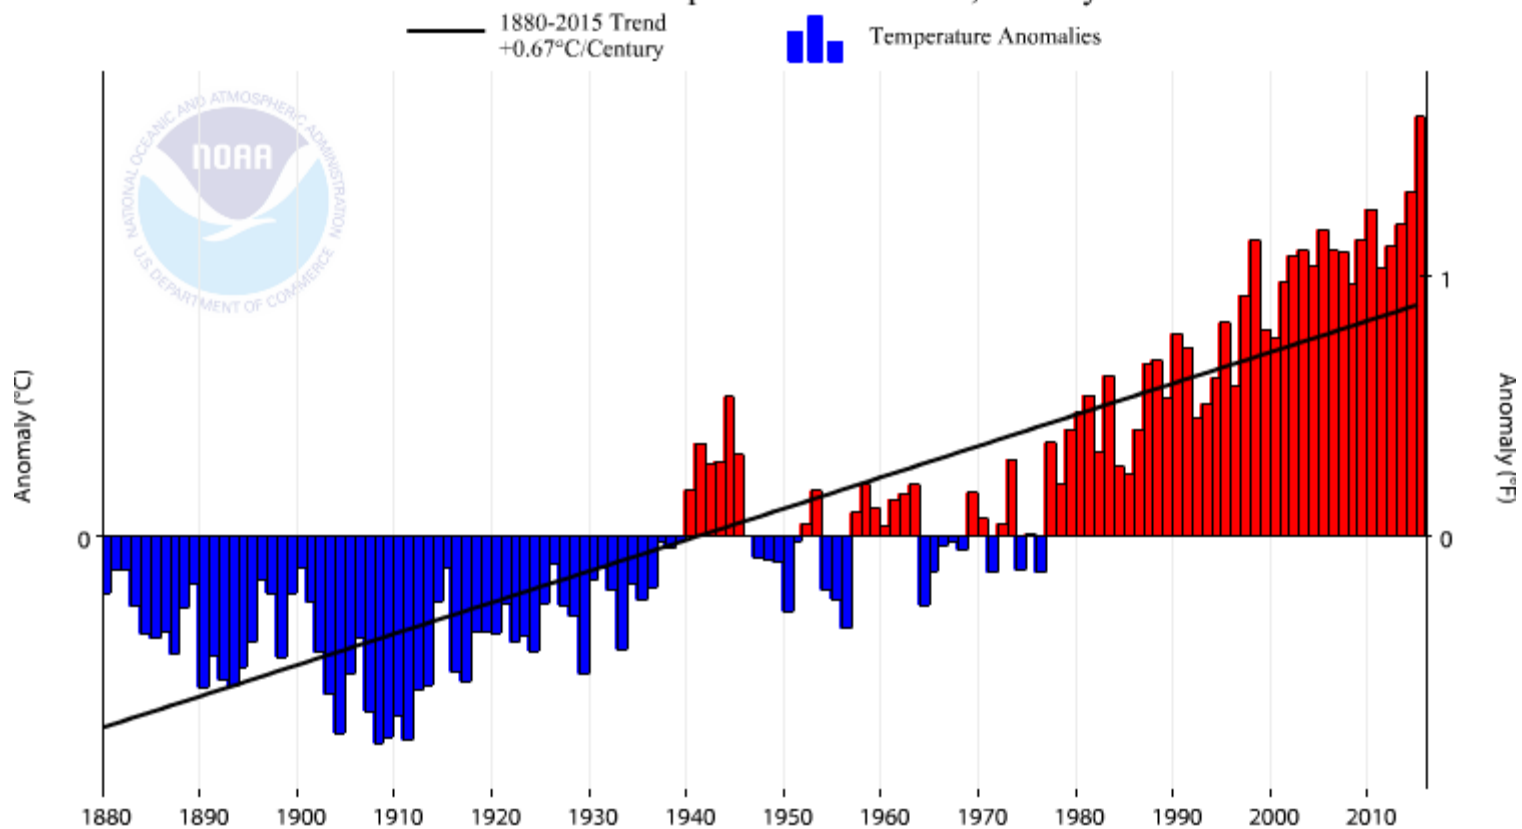 1880-2015 Trend
+0.67°C/Century
Temperature Anomalies
NATIONAL OCEANIC AND ATMOSPHERIC ADMINISTRATION
NOAA
U.S. DEPARTMENT OF COMMERCE
Anomaly (°C)
Anomaly (°F)
1
0
0
1880 1890 1900 1910 1920 1930 1940 1950 1960 1970 1980 1990 2000 2010